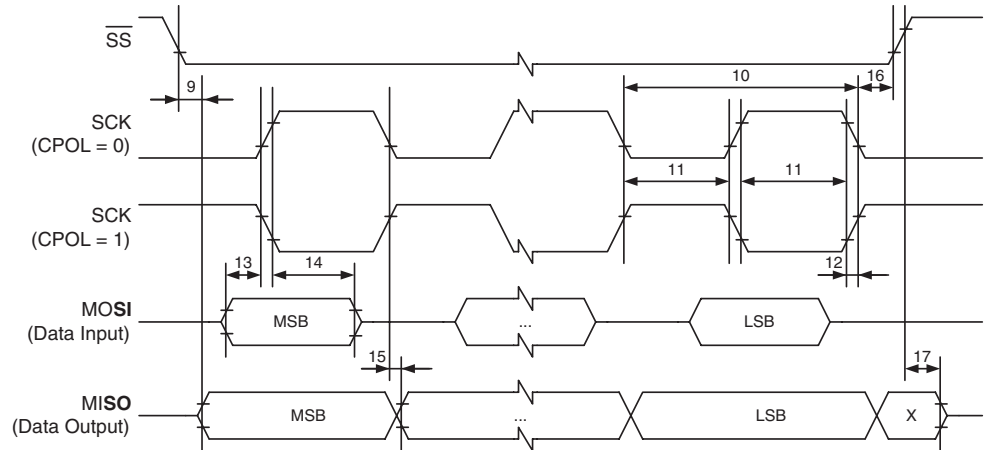 SS
9
10
16
SCK
(CPOL = 0)
11
11
SCK
(CPOL = 1)
12
13
14
MOSI
(Data Input)
MSB
...
LSB
15
17
MISO
(Data Output)
MSB
...
LSB
X